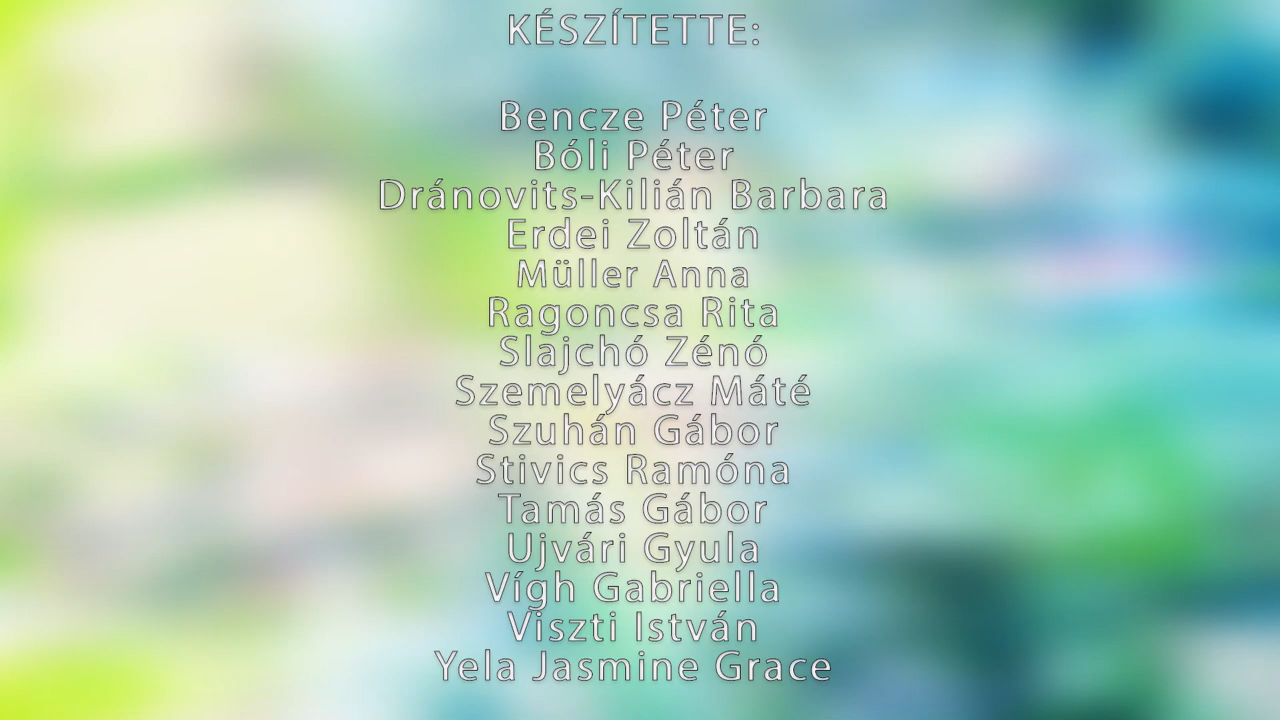 KÉSZÍTETTE:
Bencze Péter
Bóli Péter
Dránovits-Kilián Barbara
Erdei Zoltán
Müller Anna
Ragoncsa Rita
Slajchó Zénó
Szemelyácz Máté
Szuhán Gábor
Stivics Ramóna
Tamás Gábor
Ujvári Gyula
Vígh Gabriella
Viszti István
Yela Jasmine Grace